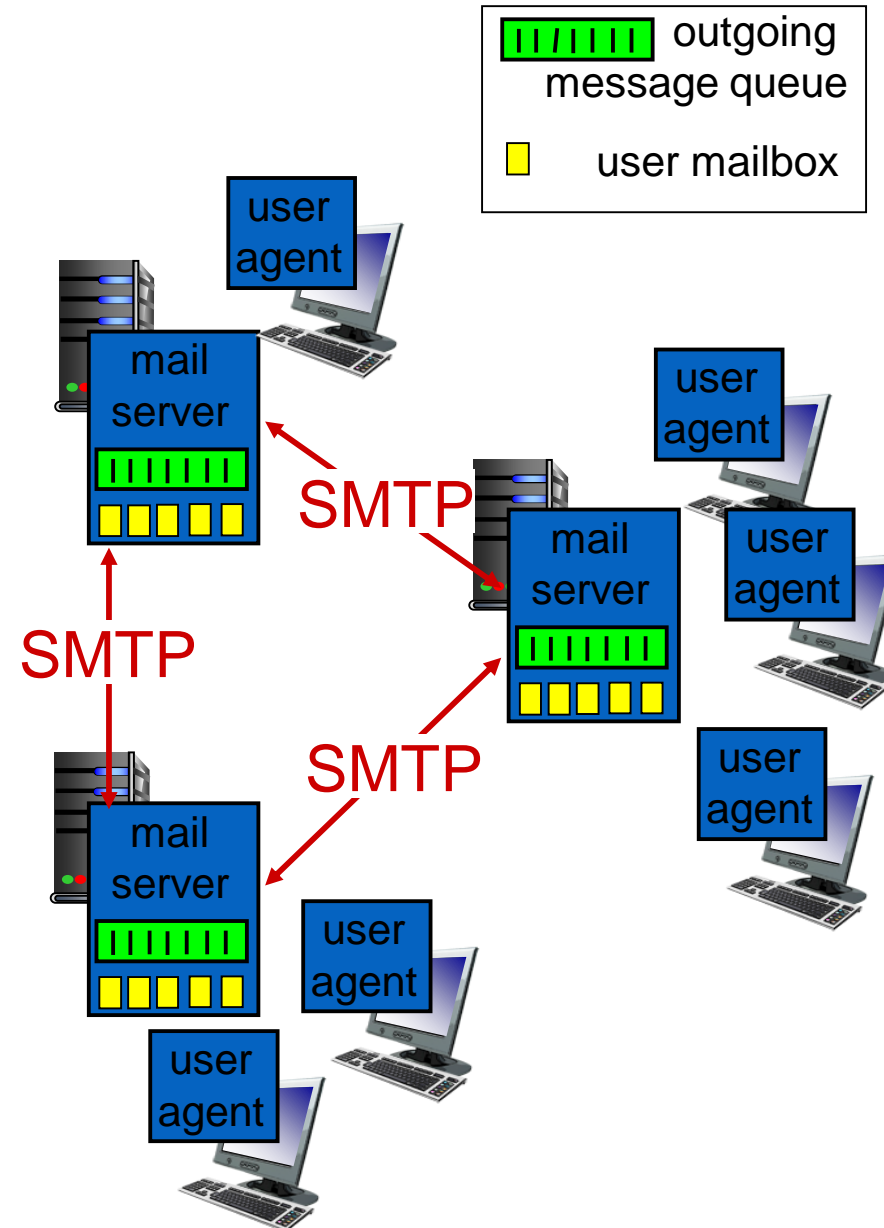 outgoing
message queue
user mailbox
user
agent
mail
server
SMTP
user
agent
mail
server
user
agent
SMTP
SMTP
user
agent
mail
server
user
agent
user
agent